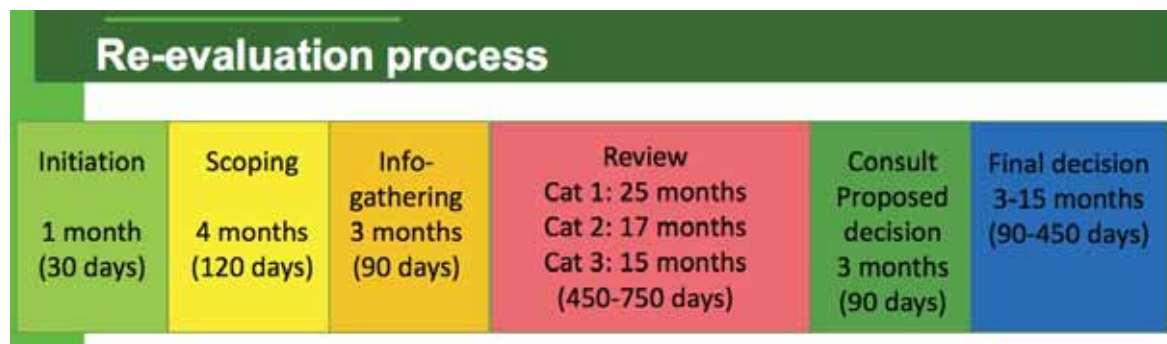 Re-evaluation process
Initiation
1 month
(30 days)
Scoping
4 months
(120 days)
Info-
gathering
3 months
(90 days)
Review
Cat 1: 25 months
Cat 2: 17 months
Cat 3: 15 months
(450-750 days)
Consult
Proposed
decision
3 months
(90 days)
Final decision
3-15 months
(90-450 days)